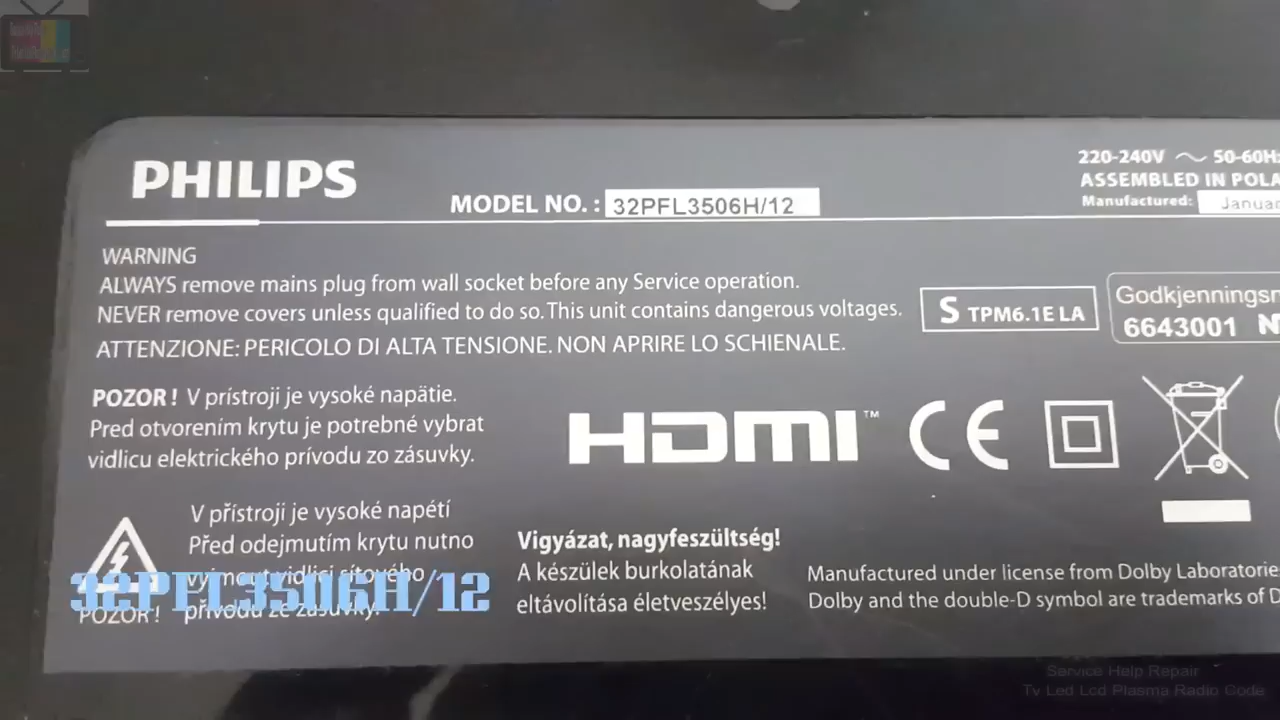 PHILIPS
MODEL NO. : 32PFL3506H/12
220-240V ~ 50-60Hz
ASSEMBLED IN POLA
Manufactured: Januar
WARNING
ALWAYS remove mains plug from wall socket before any Service operation.
NEVER remove covers unless qualified to do so. This unit contains dangerous voltages.
ATTENZIONE: PERICOLO DI ALTA TENSIONE. NON APRIRE LO SCHIENALE.
S TPM6.1E LA
Godkjenningsn
6643001 N
POZOR ! V prístroji je vysoké napätie.
Pred otvorením krytu je potrebné vybrat
vidlicu elektrického prívodu zo zásuvky.
HDMI™
CE
V přístroji je vysoké napétí
Před odejmutím krytu nutno
vyjmout vidlici síťového
přívodu ze zásuvky.
POZOR !
32PFL3506H/12
Vigyázat, nagyfeszültség!
A készülek burkolatának
eltávolítása életveszélyes!
Manufactured under license from Dolby Laboratorie
Dolby and the double-D symbol are trademarks of D
Service Help Repair
Tv Led Lcd Plasma Radio Code